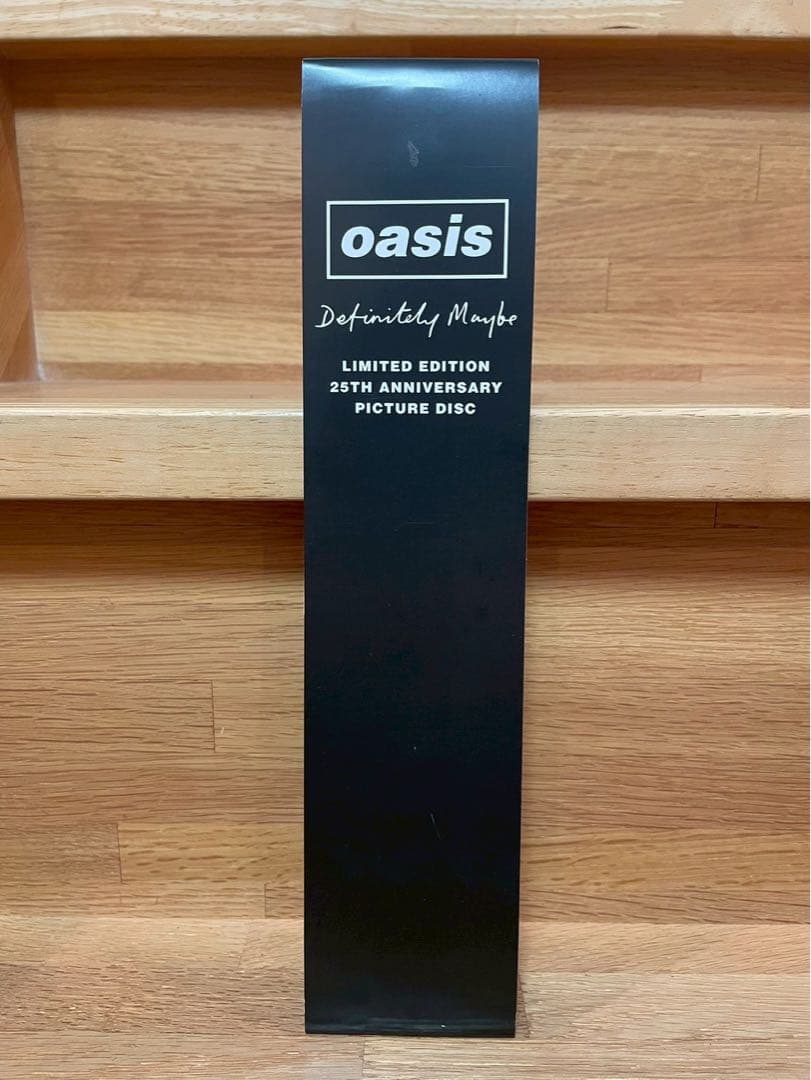 oasis
Definitely Maybe
LIMITED EDITION
25TH ANNIVERSARY
PICTURE DISC